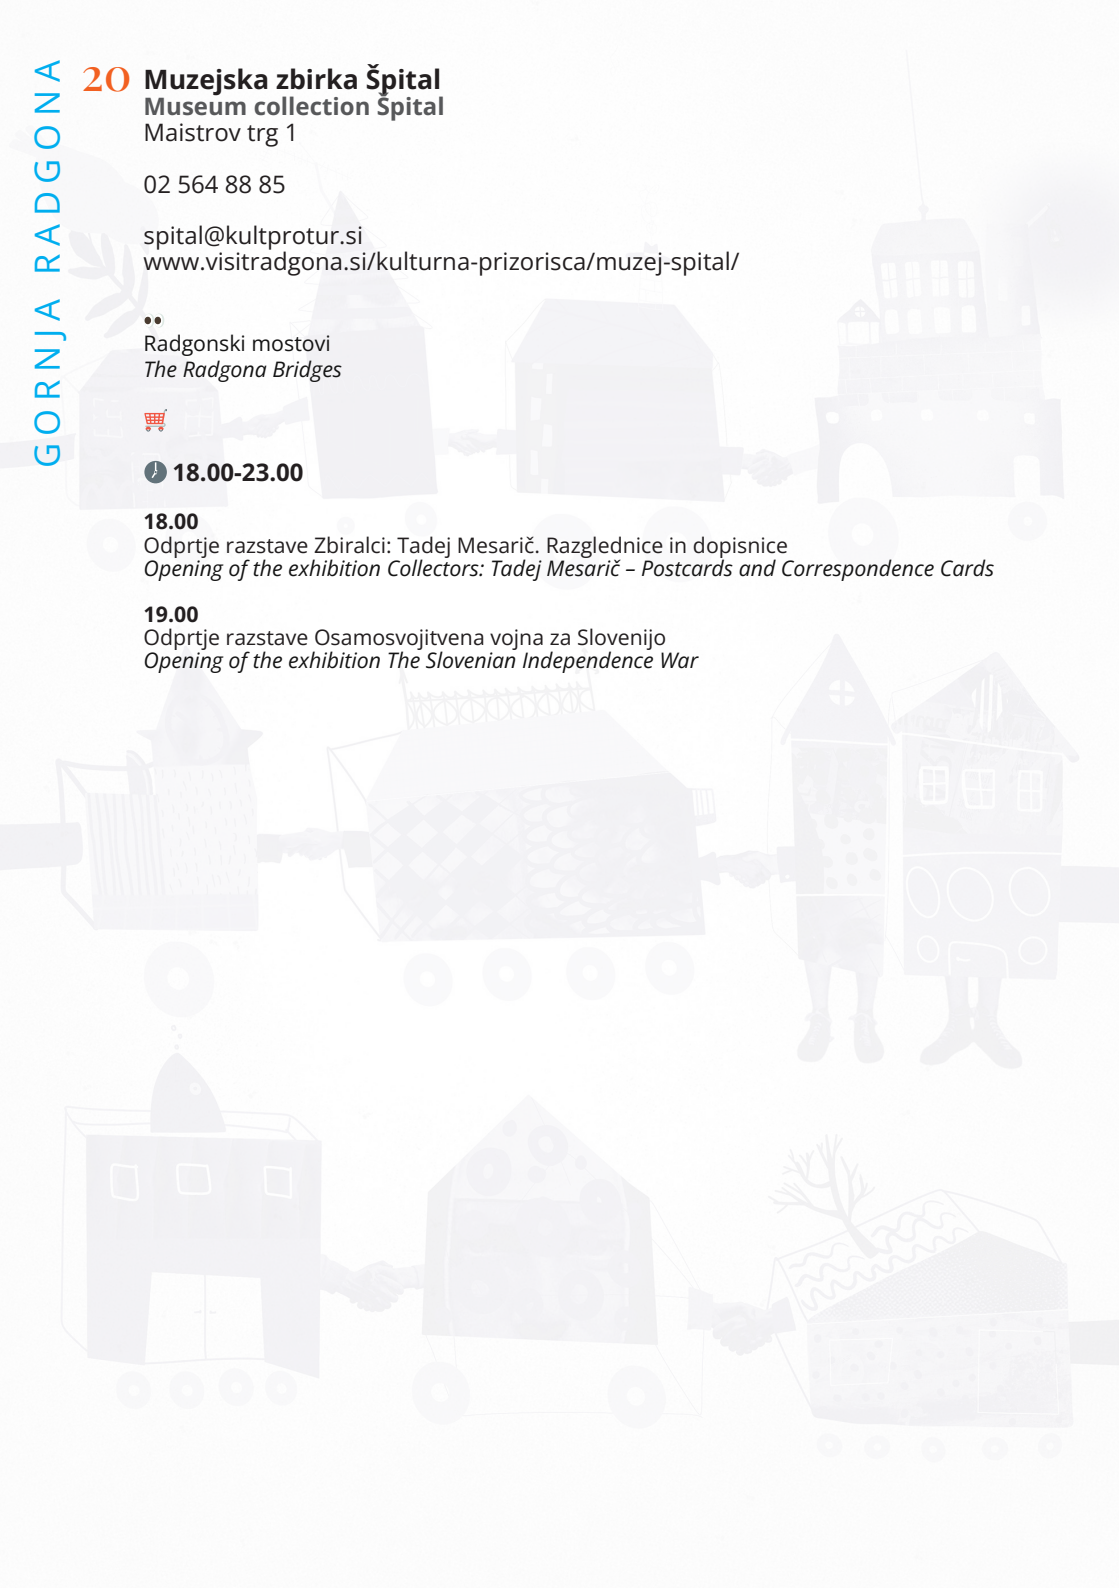 GORNJA RADGONA
20 Muzejska zbirka Špital
Museum collection Špital
Maistrov trg 1
02 564 88 85
spital@kultprotur.si
www.visitradgona.si/kulturna-prizorisca/muzej-spital/
Radgonski mostovi
The Radgona Bridges
18.00-23.00
18.00
Odprtje razstave Zbiralci: Tadej Mesarič. Razglednice in dopisnice
Opening of the exhibition Collectors: Tadej Mesarič – Postcards and Correspondence Cards
19.00
Odprtje razstave Osamosvojitvena vojna za Slovenijo
Opening of the exhibition The Slovenian Independence War